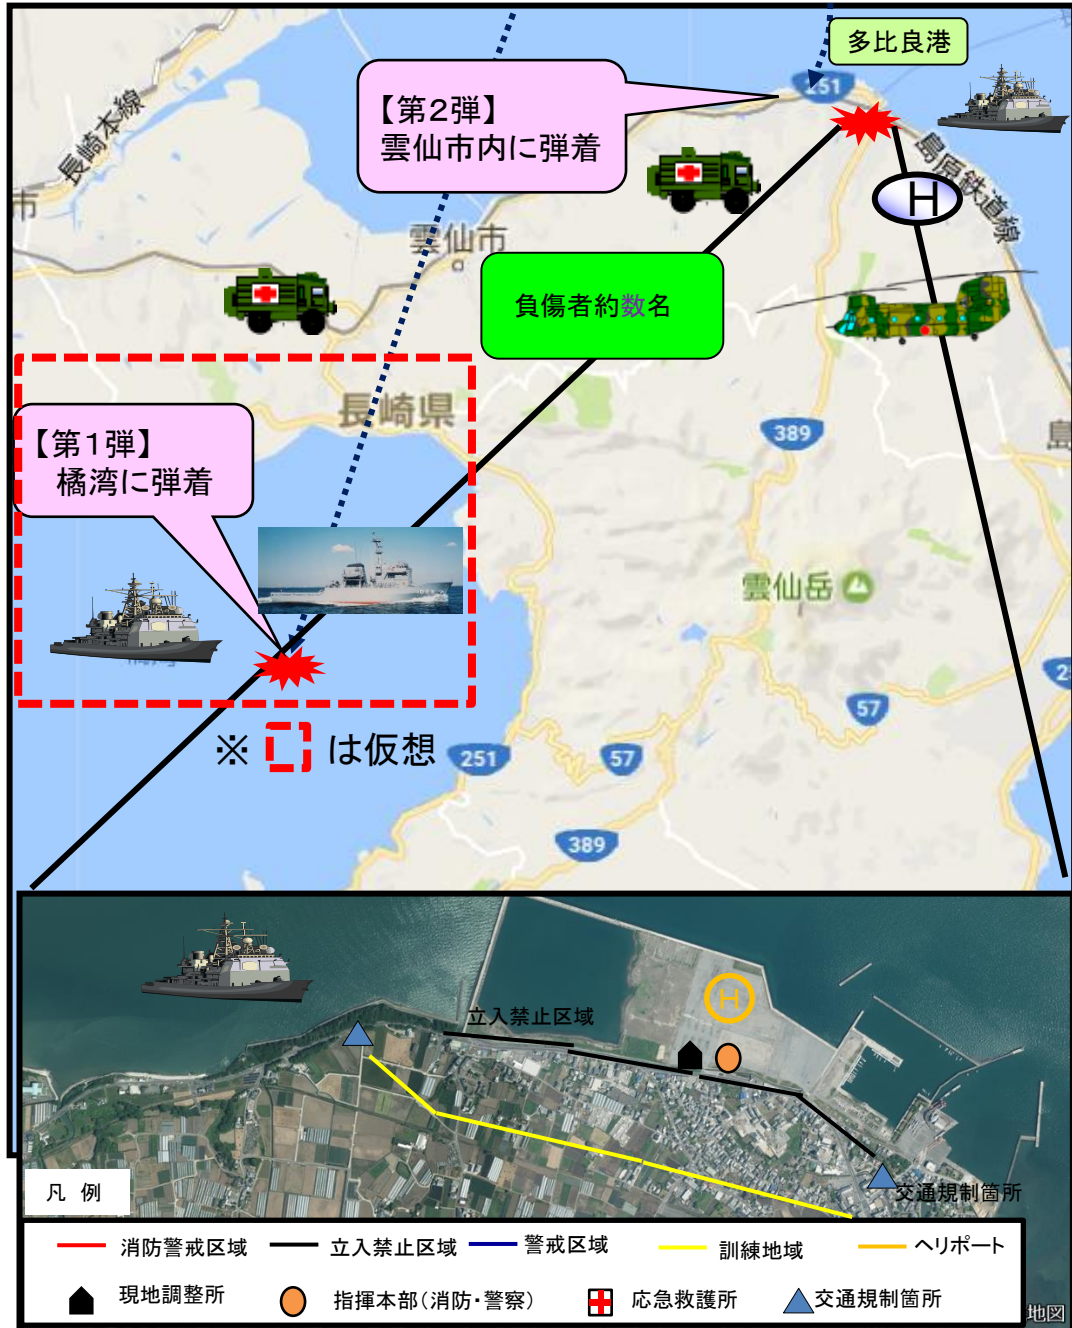 多比良港
251
【第2弾】
雲仙市内に弾着
長崎本線
島原鉄道線
市
H
雲仙市
負傷者約数名
長崎県
389
島
【第1弾】
橘湾に弾着
雲仙岳
57
※ は仮想
251
57
389
H
立入禁止区域
交通規制箇所
凡 例
消防警戒区域
立入禁止区域
警戒区域
訓練地域
ヘリポート
現地調整所
指揮本部(消防・警察)
応急救護所
交通規制箇所
地図